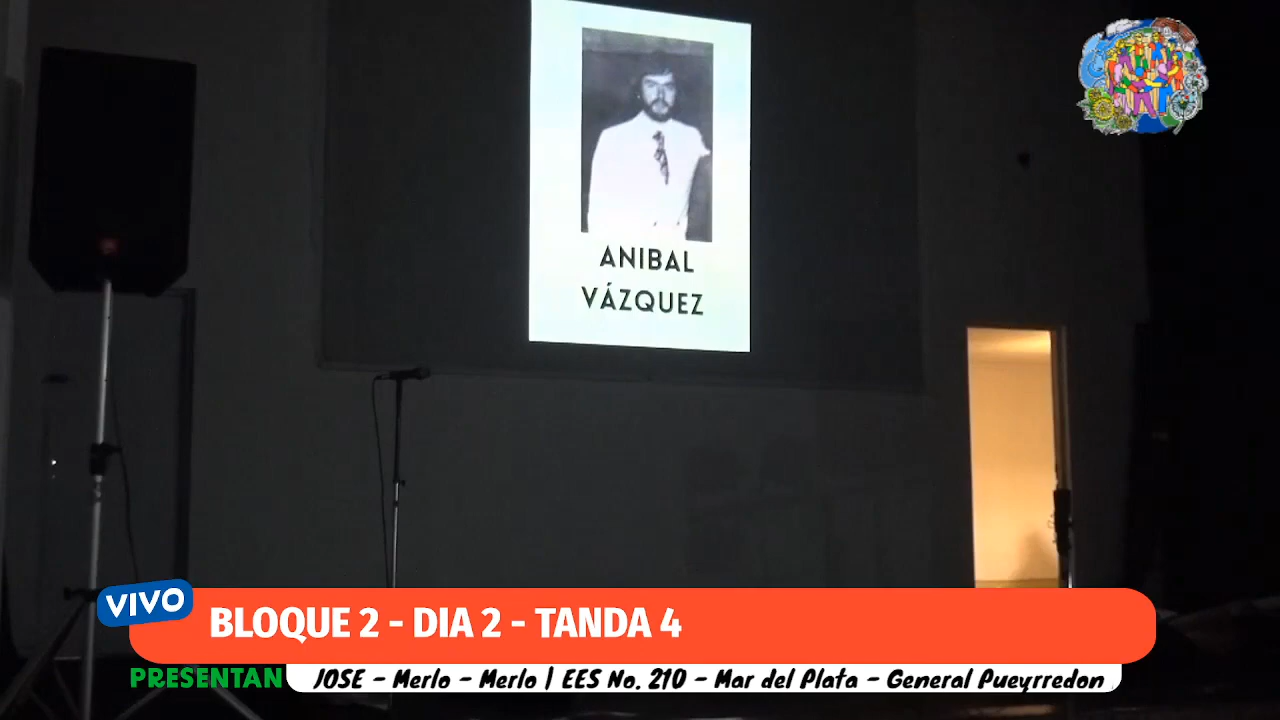 ANIBAL
VÁZQUEZ
VIVO
BLOQUE 2 - DIA 2 - TANDA 4
PRESENTAN
JOSE - Merlo - Merlo | EES No. 210 - Mar del Plata - General Pueyrredon